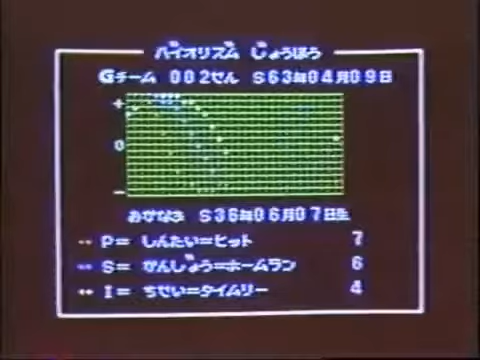 バイオリズム じょうほう
Gチーム 002せん S63年04月09日
+
0
−
おかなき S36年06月07日生
P= しんたい=ヒット 7
S= かんじょう=ホームラン 6
I= ちせい=タイムリー 4